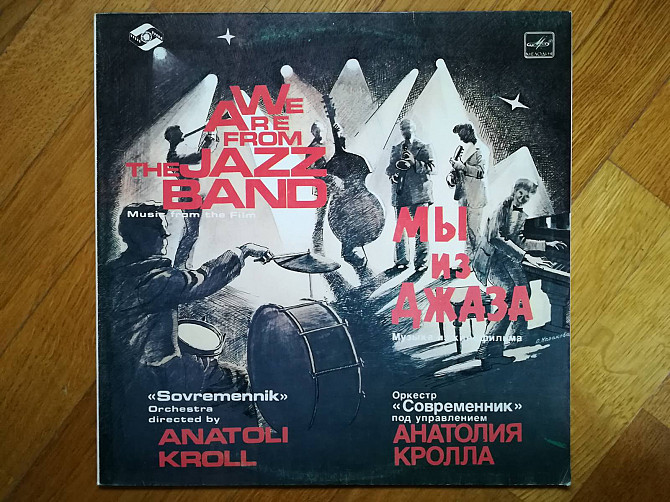 МЕЛОДИЯ
WE
ARE
FROM
THE JAZZ
BAND
Music from the Film
МЫ
ИЗ
ДЖАЗА
«Sovremennik»
Orchestra
directed by
ANATOLI
KROLL
Оркестр
«Современник»
под управлением
АНАТОЛИЯ
КРОЛЛА